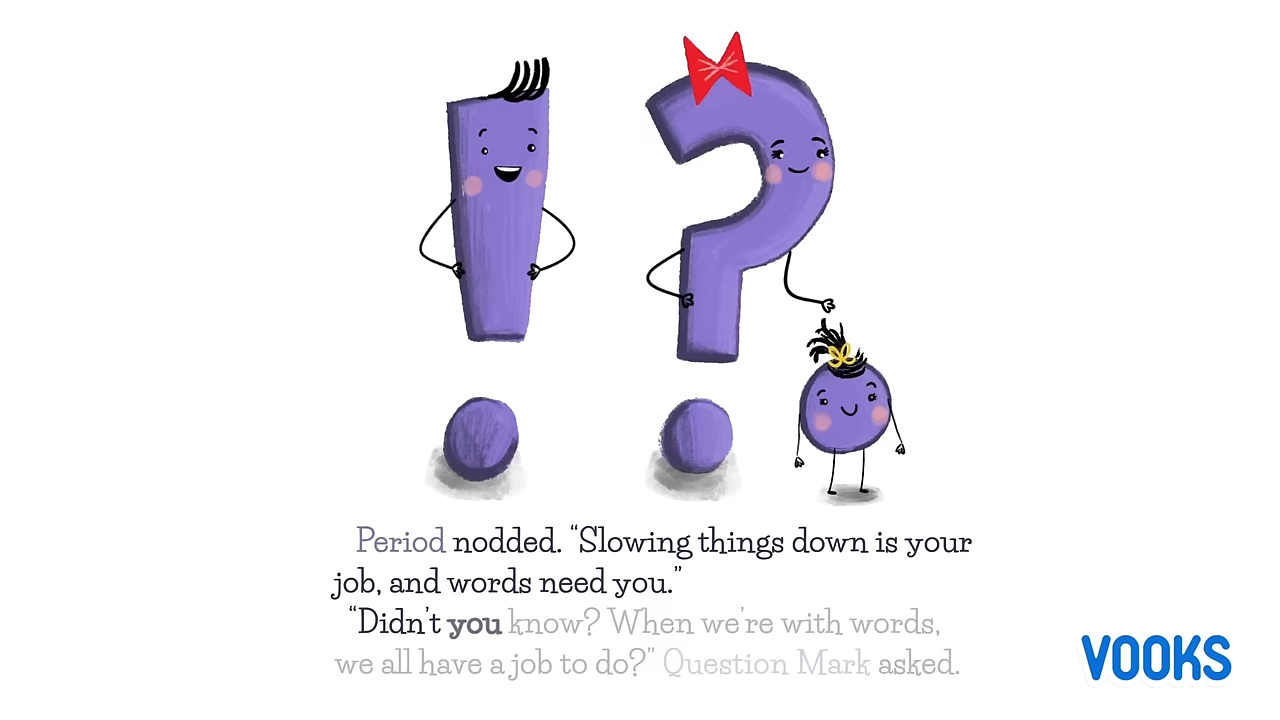 Period nodded. “Slowing things down is your
job, and words need you.”
“Didn’t you know? When we’re with words,
we all have a job to do?” Question Mark asked.
VOOKS